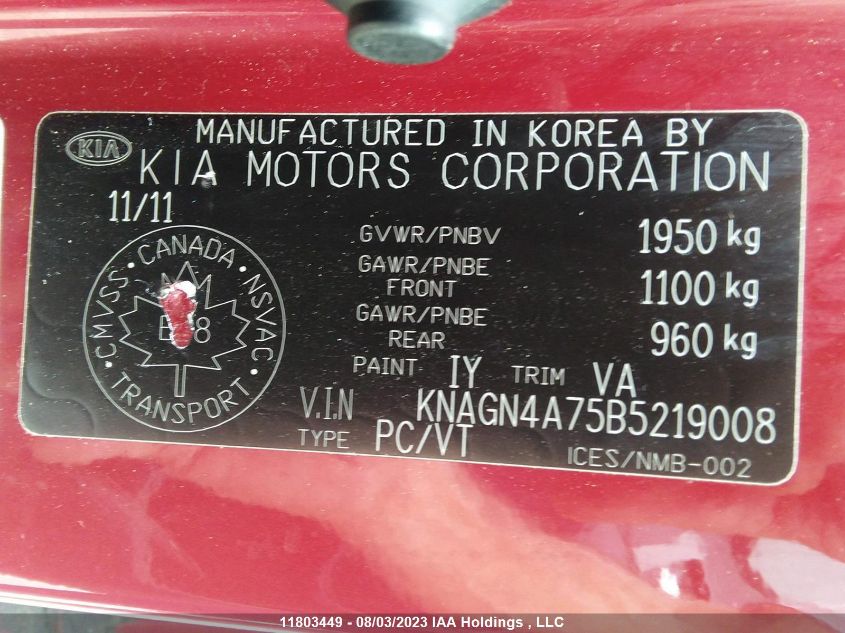 KIA
MANUFACTURED IN KOREA BY
KIA MOTORS CORPORATION
11/11
GVWR/PNBV 1950 kg
GAWR/PNBE FRONT 1100 kg
GAWR/PNBE REAR 960 kg
PAINT IY TRIM VA
V.I.N KNAGN4A75B5219008
TYPE PC/VT
ICES/NMB-002
CANADA
CMVSS
NSVAC
TRANSPORT
11803449 - 08/03/2023 IAA Holdings , LLC